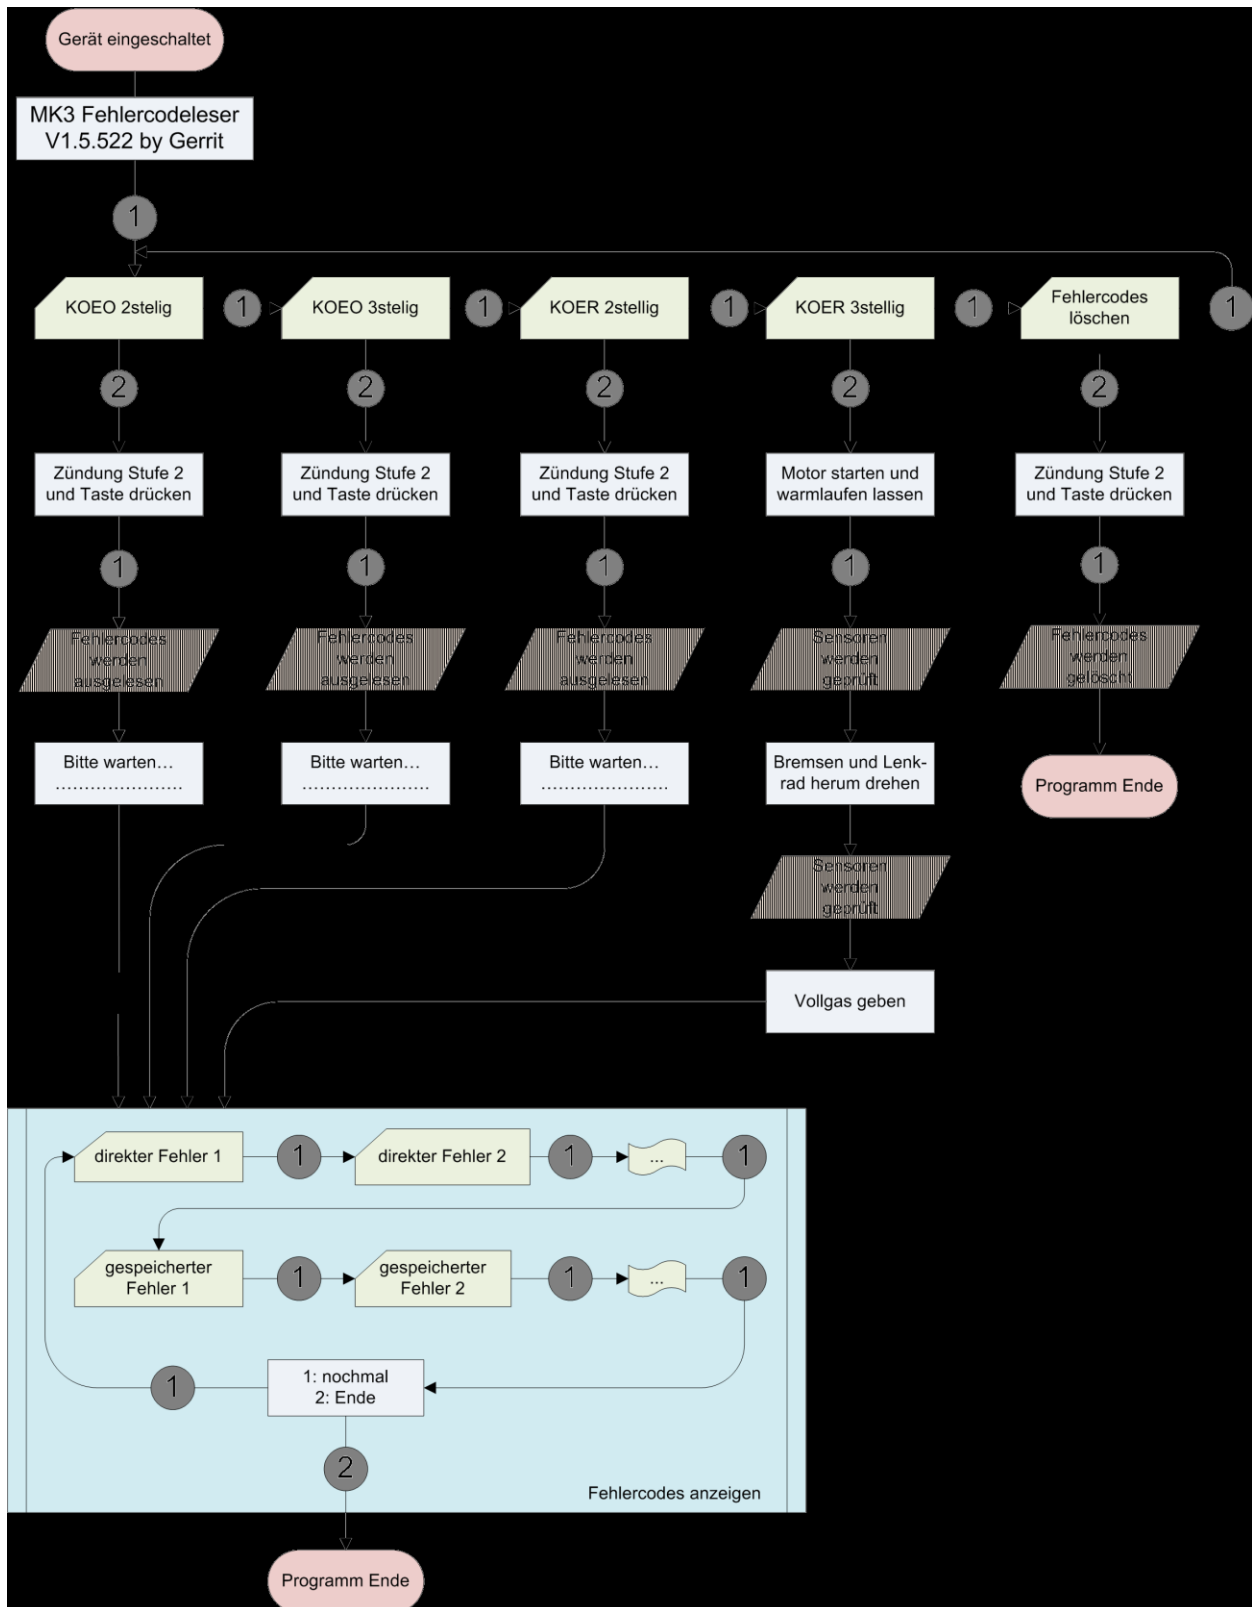 Gerät eingeschaltet
MK3 Fehlercodeleser
V1.5.522 by Gerrit
1
KOEO 2stelig
1
KOEO 3stelig
1
KOER 2stellig
1
KOER 3stellig
1
Fehlercodes
löschen
1
2
2
2
2
2
Zündung Stufe 2
und Taste drücken
Zündung Stufe 2
und Taste drücken
Zündung Stufe 2
und Taste drücken
Motor starten und
warmlaufen lassen
Zündung Stufe 2
und Taste drücken
1
1
1
1
1
Fehlercodes
werden
ausgelesen
Fehlercodes
werden
ausgelesen
Fehlercodes
werden
ausgelesen
Sensoren
werden
geprüft
Fehlercodes
werden
gelöscht
Bitte warten…
…………………
Bitte warten…
…………………
Bitte warten…
…………………
Bremsen und Lenk-
rad herum drehen
Programm Ende
Sensoren
werden
geprüft
Vollgas geben
direkter Fehler 1
1
direkter Fehler 2
1
...
1
gespeicherter
Fehler 1
1
gespeicherter
Fehler 2
1
...
1
1
1: nochmal
2: Ende
2
Fehlercodes anzeigen
Programm Ende